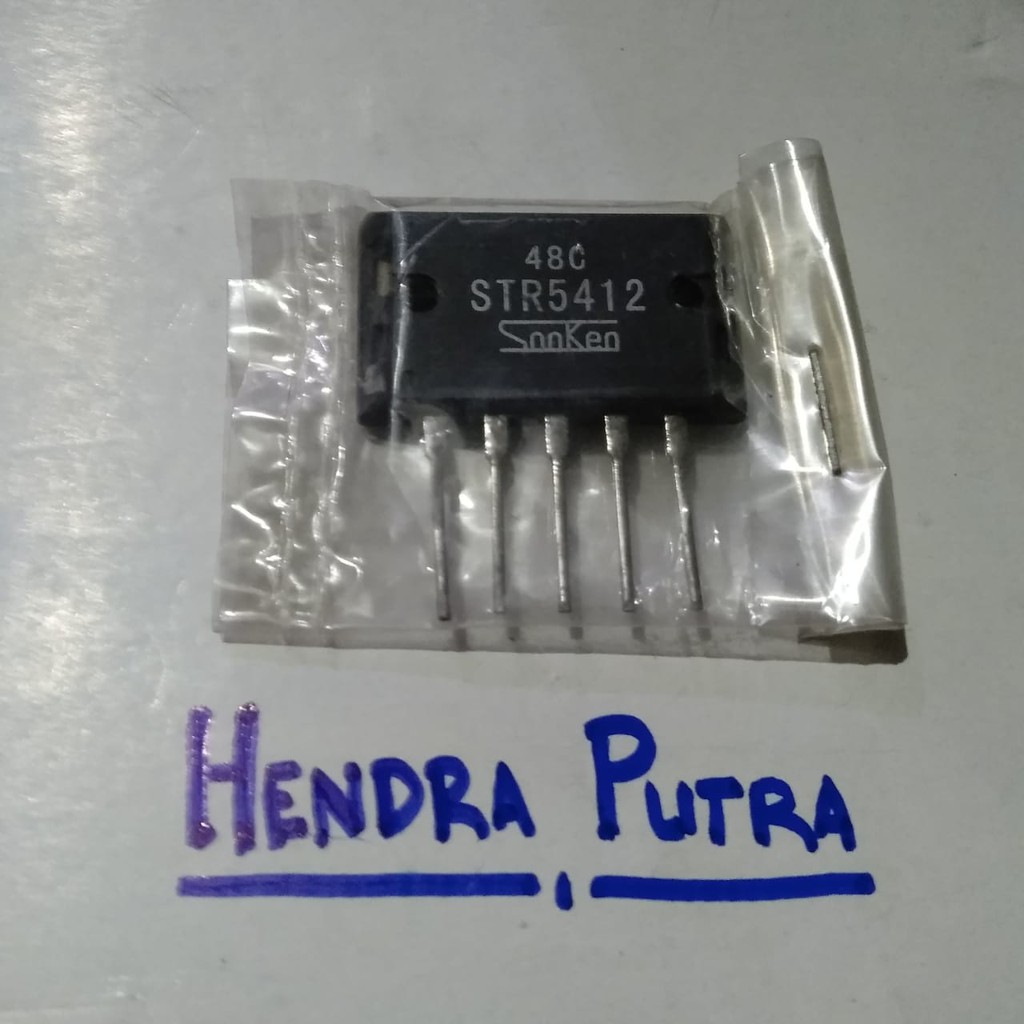 48C
STR5412
SanKen
HENDRA PUTRA